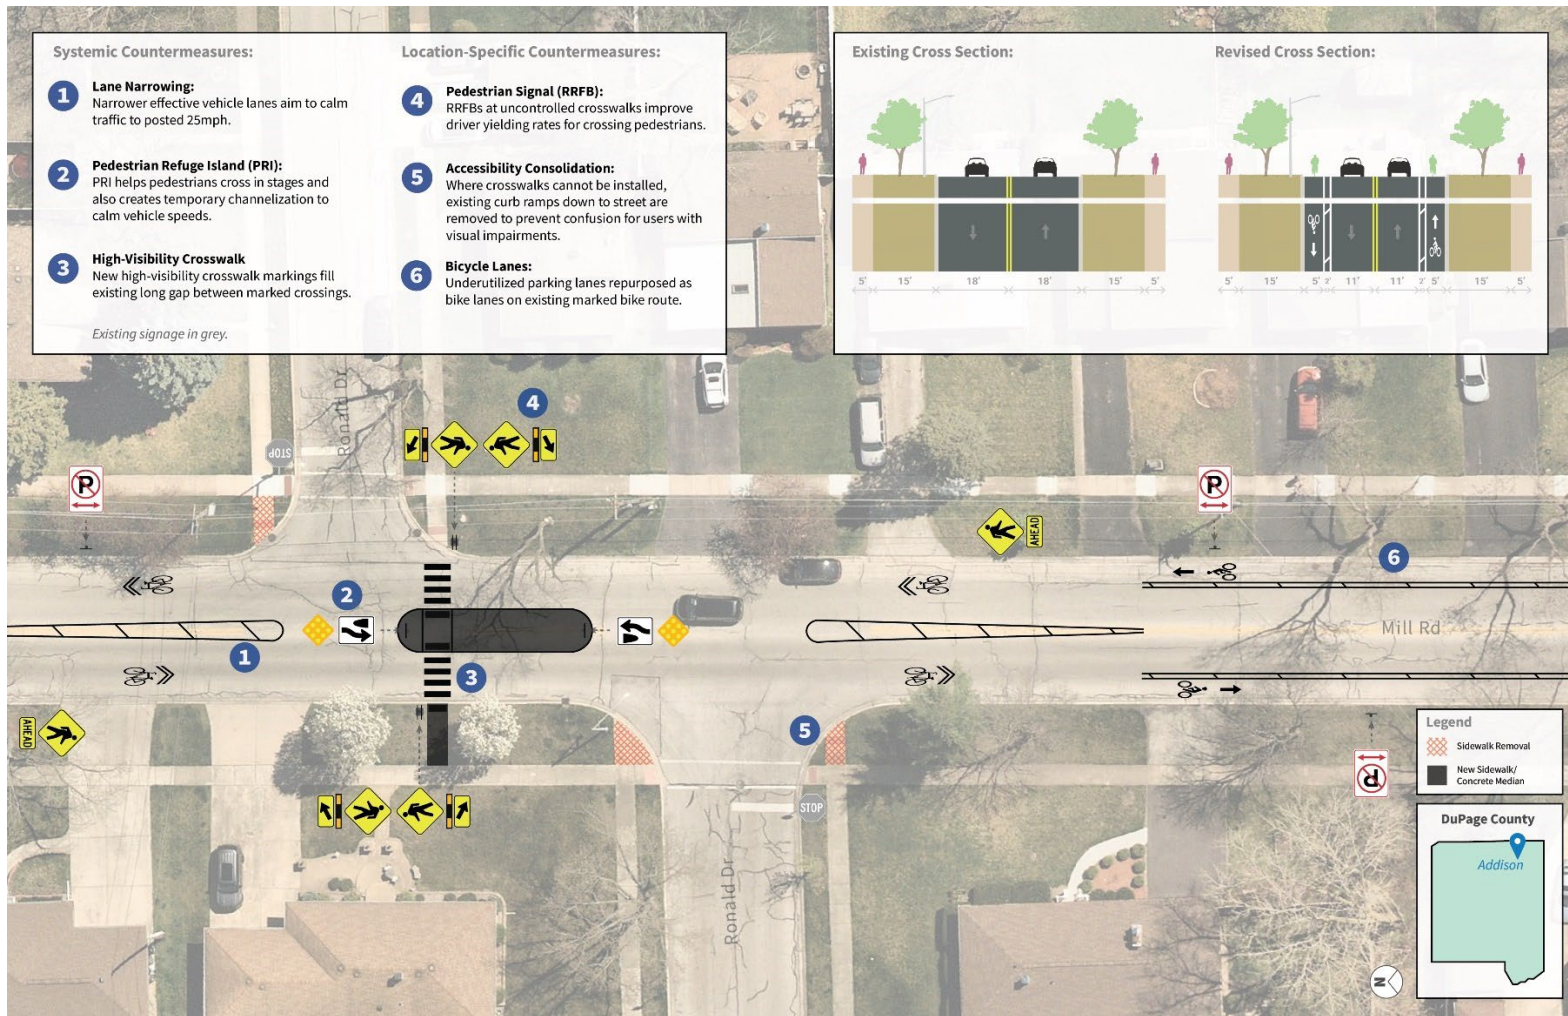 Systemic Countermeasures:
1
Lane Narrowing:
Narrower effective vehicle lanes aim to calm
traffic to posted 25mph.
2
Pedestrian Refuge Island (PRI):
PRI helps pedestrians cross in stages and
also creates temporary channelization to
calm vehicle speeds.
3
High-Visibility Crosswalk
New high-visibility crosswalk markings fill
existing long gap between marked crossings.
Existing signage in grey.
Location-Specific Countermeasures:
4
Pedestrian Signal (RRFB):
RRFBs at uncontrolled crosswalks improve
driver yielding rates for crossing pedestrians.
5
Accessibility Consolidation:
Where crosswalks cannot be installed,
existing curb ramps down to street are
removed to prevent confusion for users with
visual impairments.
6
Bicycle Lanes:
Underutilized parking lanes repurposed as
bike lanes on existing marked bike route.
Existing Cross Section:
5' 15' 18' 18' 15' 5'
Revised Cross Section:
5' 15' 5' 2' 11' 11' 2' 5' 15' 5'
Ronald Dr
4
STOP
P
P
AHEAD
6
2
Mill Rd
1
3
AHEAD
5
STOP
P
Ronald Dr
Legend
Sidewalk Removal
New Sidewalk/
Concrete Median
DuPage County
Addison
N